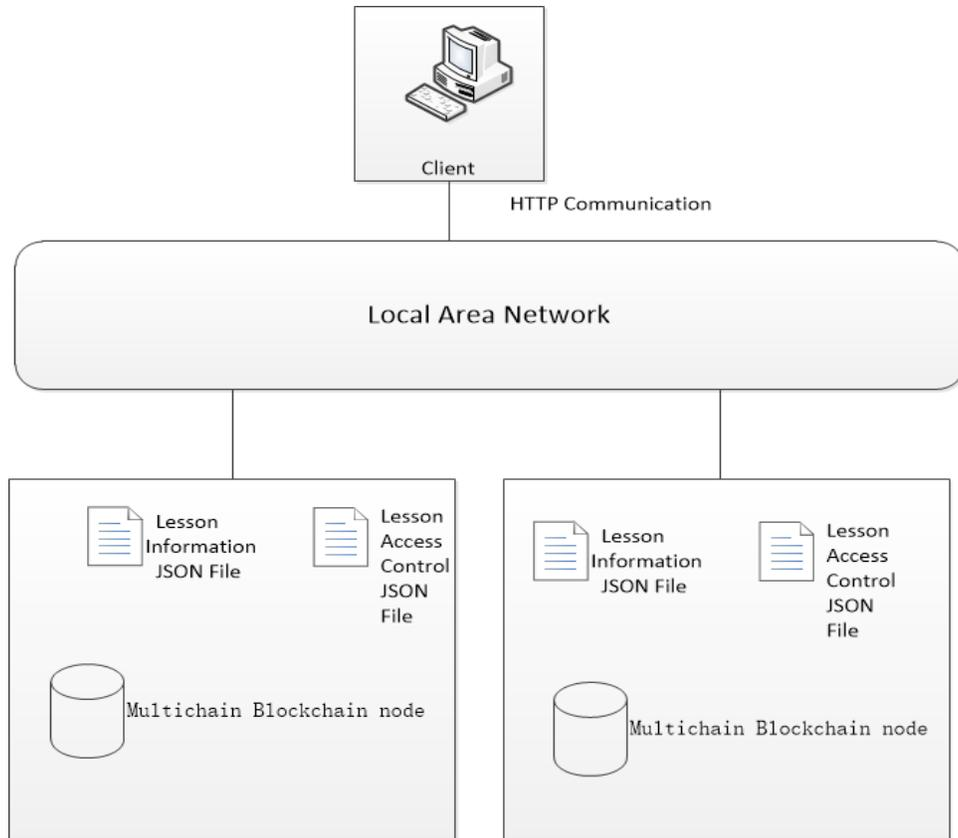 Client
HTTP Communication
Local Area Network
Lesson
Information
JSON File
Lesson
Access
Control
JSON
File
Multichain Blockchain node
Lesson
Information
JSON File
Lesson
Access
Control
JSON
File
Multichain Blockchain node